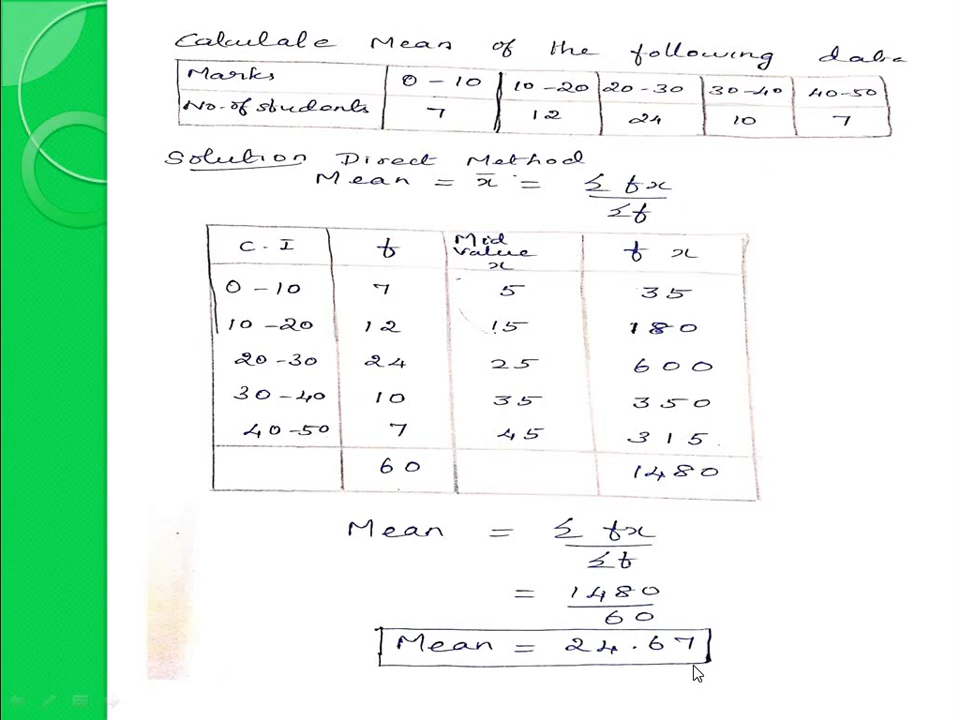 Calculate Mean of the following data
Marks 0 - 10 10 - 20 20 - 30 30 - 40 40 - 50
No. of students 7 12 24 10 7
Solution Direct Method
Mean = x̄ = Σ fx / Σf
C. I f Mid value x f x
0 - 10 7 5 35
10 - 20 12 15 180
20 - 30 24 25 600
30 - 40 10 35 350
40 - 50 7 45 315
60 1480
Mean = Σ fx / Σf
= 1480 / 60
Mean = 24.67